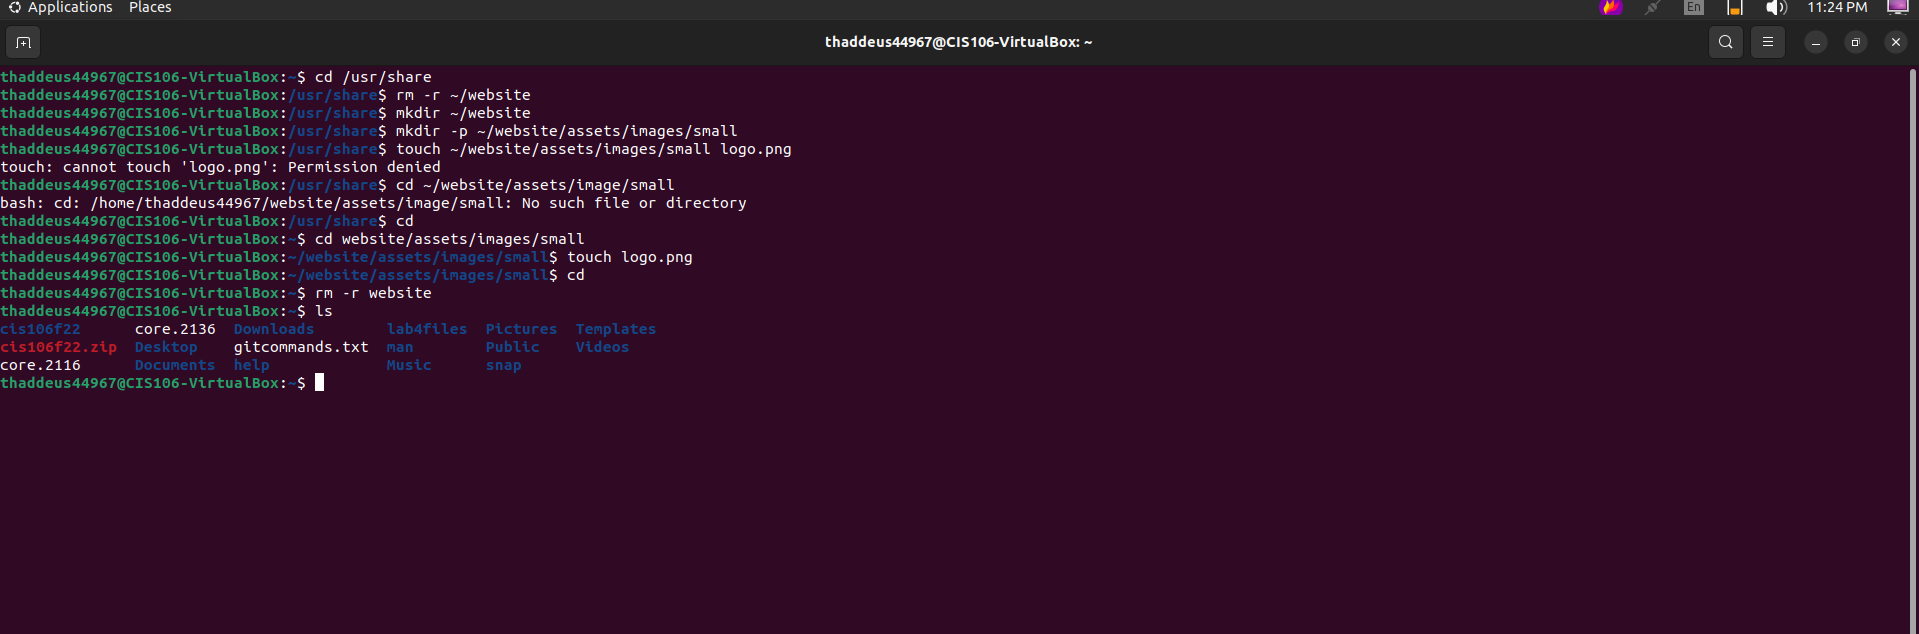 Applications Places En 11:24 PM
thaddeus44967@CIS106-VirtualBox: ~
thaddeus44967@CIS106-VirtualBox:~$ cd /usr/share
thaddeus44967@CIS106-VirtualBox:/usr/share$ rm -r ~/website
thaddeus44967@CIS106-VirtualBox:/usr/share$ mkdir ~/website
thaddeus44967@CIS106-VirtualBox:/usr/share$ mkdir -p ~/website/assets/images/small
thaddeus44967@CIS106-VirtualBox:/usr/share$ touch ~/website/assets/images/small logo.png
touch: cannot touch 'logo.png': Permission denied
thaddeus44967@CIS106-VirtualBox:/usr/share$ cd ~/website/assets/image/small
bash: cd: /home/thaddeus44967/website/assets/image/small: No such file or directory
thaddeus44967@CIS106-VirtualBox:/usr/share$ cd
thaddeus44967@CIS106-VirtualBox:~$ cd website/assets/images/small
thaddeus44967@CIS106-VirtualBox:~/website/assets/images/small$ touch logo.png
thaddeus44967@CIS106-VirtualBox:~/website/assets/images/small$ cd
thaddeus44967@CIS106-VirtualBox:~$ rm -r website
thaddeus44967@CIS106-VirtualBox:~$ ls
cis106f22 core.2136 Downloads lab4files Pictures Templates
cis106f22.zip Desktop gitcommands.txt man Public Videos
core.2116 Documents help Music snap
thaddeus44967@CIS106-VirtualBox:~$